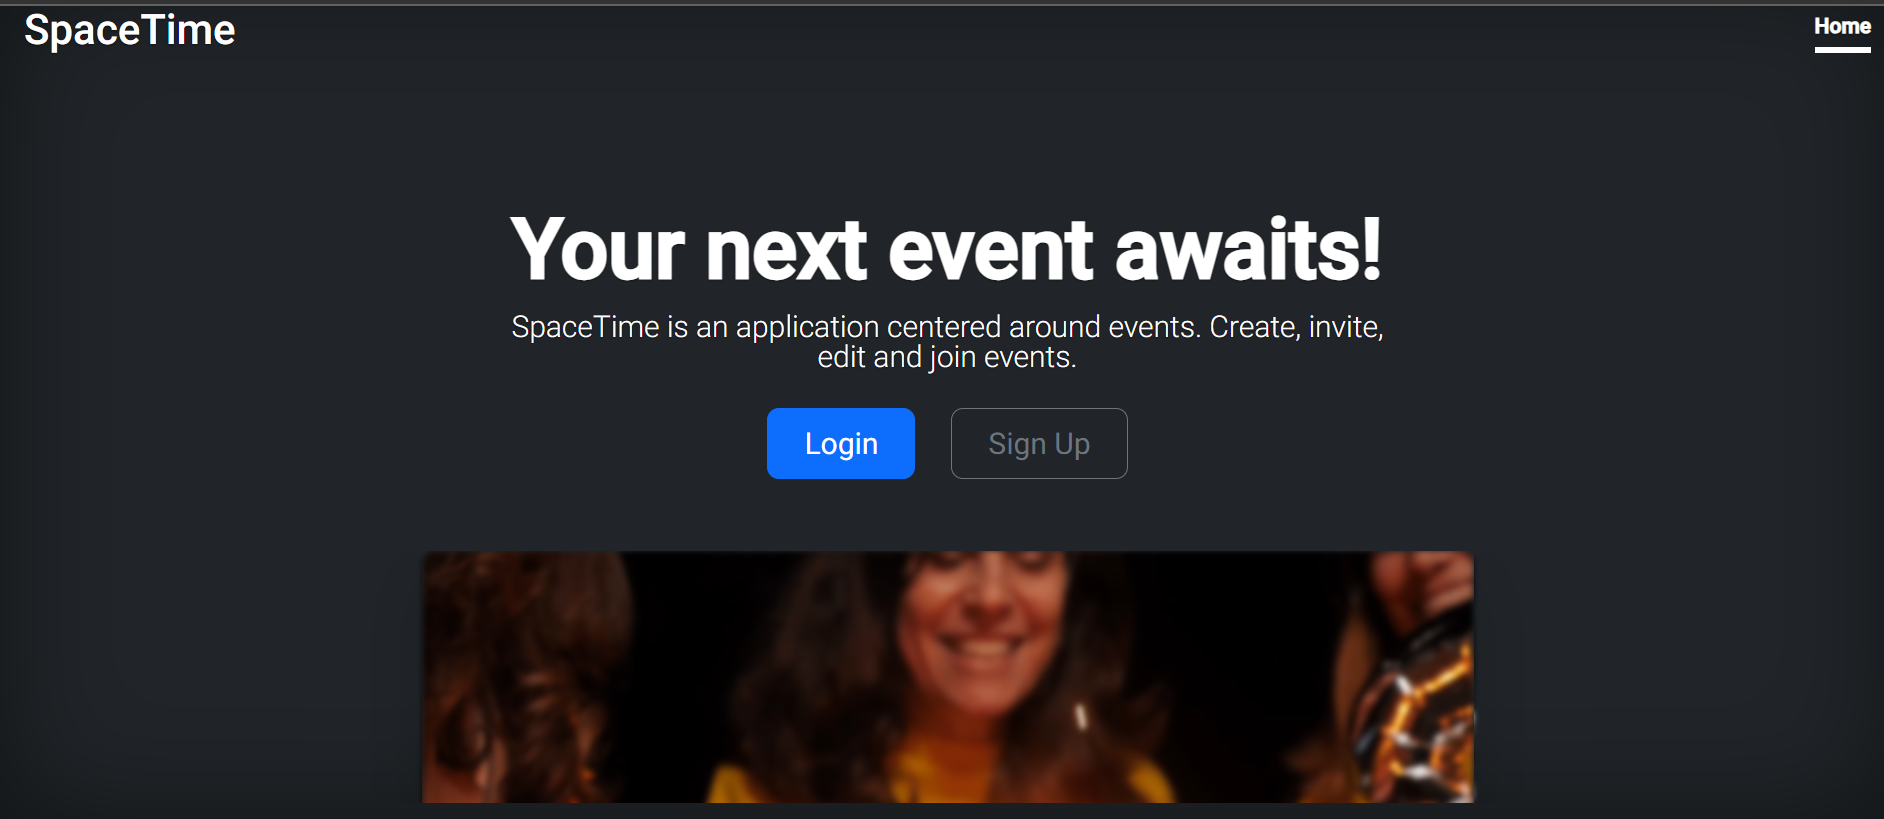 SpaceTime
Home
Your next event awaits!
SpaceTime is an application centered around events. Create, invite,
edit and join events.
Login
Sign Up